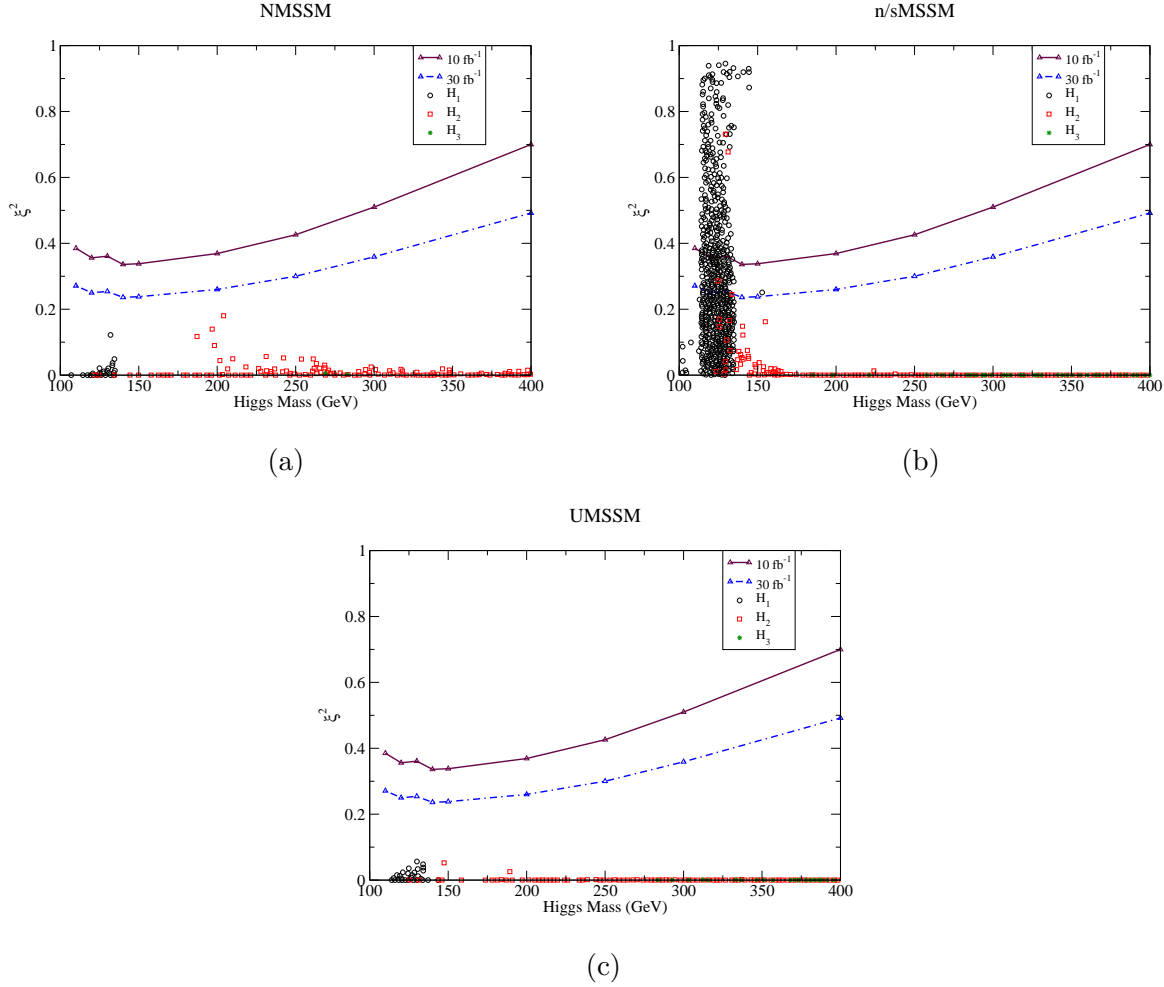 NMSSM
1
0.8
0.6
0.4
0.2
0
ξ²
10 fb⁻¹
30 fb⁻¹
H₁
H₂
H₃
100 150 200 250 300 350 400
Higgs Mass (GeV)
(a)
n/sMSSM
1
0.8
0.6
0.4
0.2
0
ξ²
10 fb⁻¹
30 fb⁻¹
H₁
H₂
H₃
100 150 200 250 300 350 400
Higgs Mass (GeV)
(b)
UMSSM
1
0.8
0.6
0.4
0.2
0
ξ²
10 fb⁻¹
30 fb⁻¹
H₁
H₂
H₃
100 150 200 250 300 350 400
Higgs Mass (GeV)
(c)